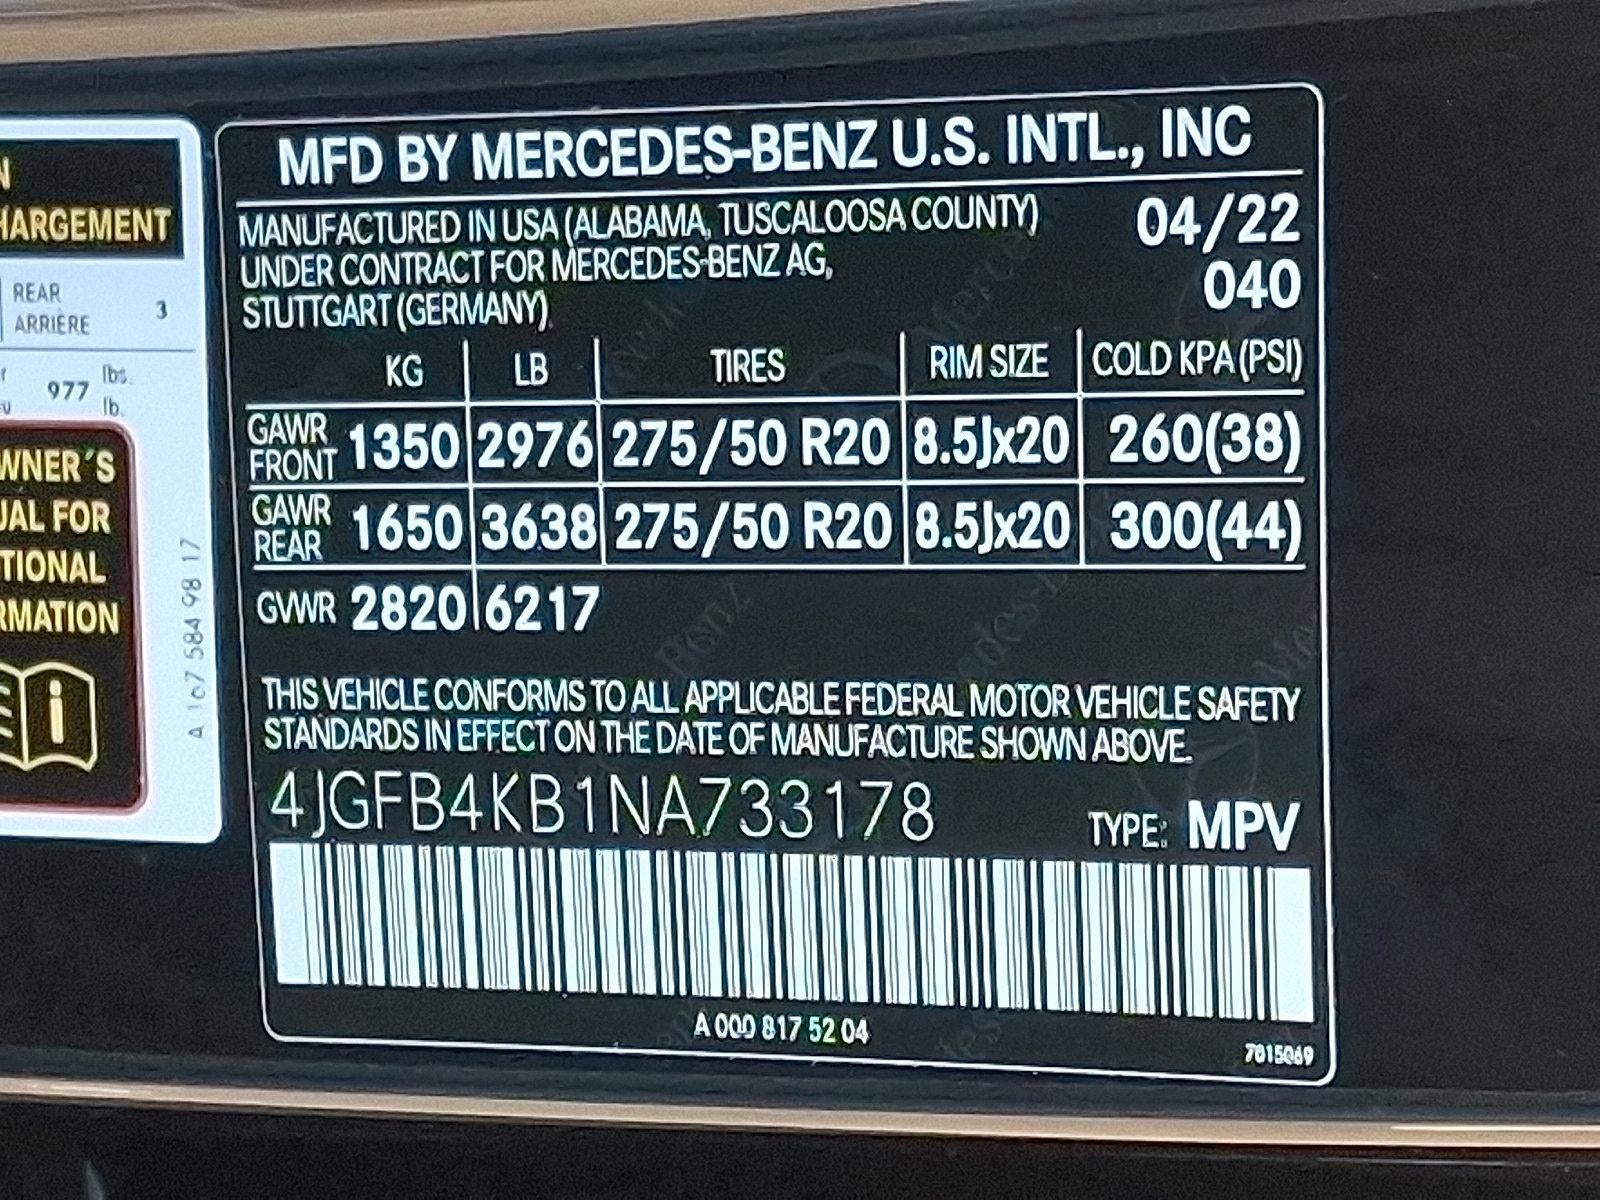 HARGEMENT
REAR
ARRIÈRE
3
977
lbs.
lb.
WNER´S
UAL FOR
TIONAL
RMATION
A 167 584 98 17
MFD BY MERCEDES-BENZ U.S. INTL., INC
MANUFACTURED IN USA (ALABAMA, TUSCALOOSA COUNTY)
UNDER CONTRACT FOR MERCEDES-BENZ AG,
STUTTGART (GERMANY)
04/22
040
KG LB TIRES RIM SIZE COLD KPA (PSI)
GAWR FRONT 1350 2976 275/50 R20 8.5Jx20 260(38)
GAWR REAR 1650 3638 275/50 R20 8.5Jx20 300(44)
GVWR 2820 6217
THIS VEHICLE CONFORMS TO ALL APPLICABLE FEDERAL MOTOR VEHICLE SAFETY
STANDARDS IN EFFECT ON THE DATE OF MANUFACTURE SHOWN ABOVE.
4JGFB4KB1NA733178
TYPE: MPV
A 000 817 52 04
7815069